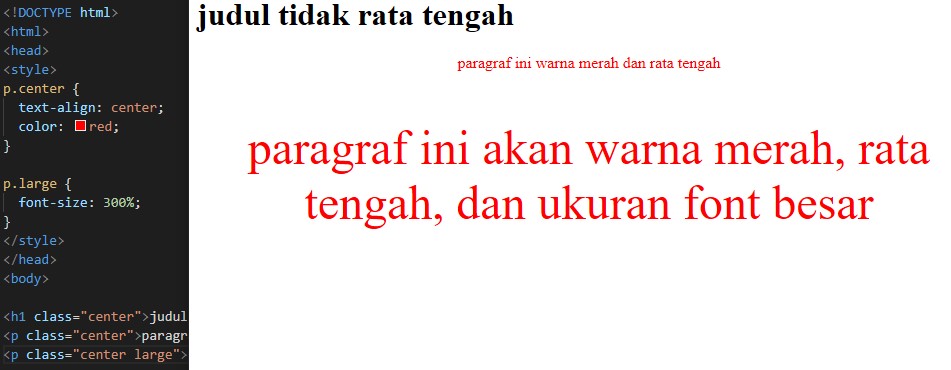 <!DOCTYPE html>
<html>
<head>
<style>
p.center {
  text-align: center;
  color: red;
}

p.large {
  font-size: 300%;
}
</style>
</head>
<body>

<h1 class="center">judul
<p class="center">paragr
<p class="center large">
judul tidak rata tengah
paragraf ini warna merah dan rata tengah
paragraf ini akan warna merah, rata
tengah, dan ukuran font besar